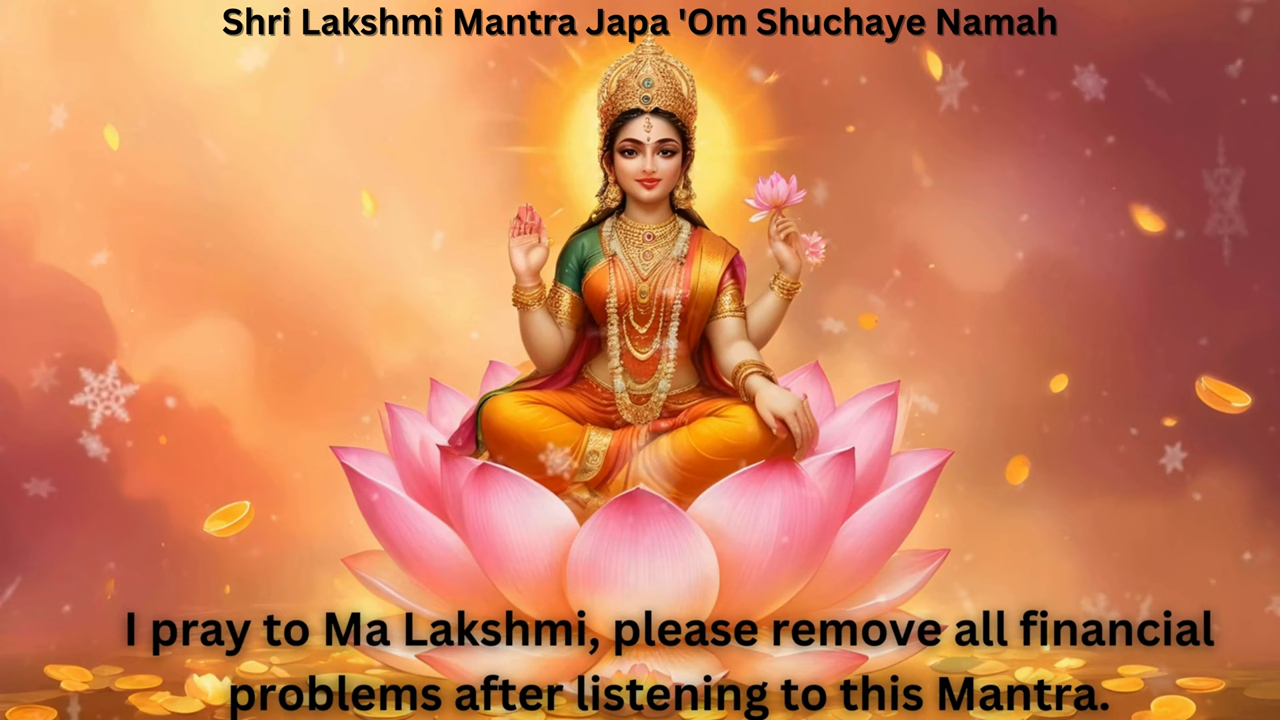 Shri Lakshmi Mantra Japa 'Om Shuchaye Namah
I pray to Ma Lakshmi, please remove all financial
problems after listening to this Mantra.